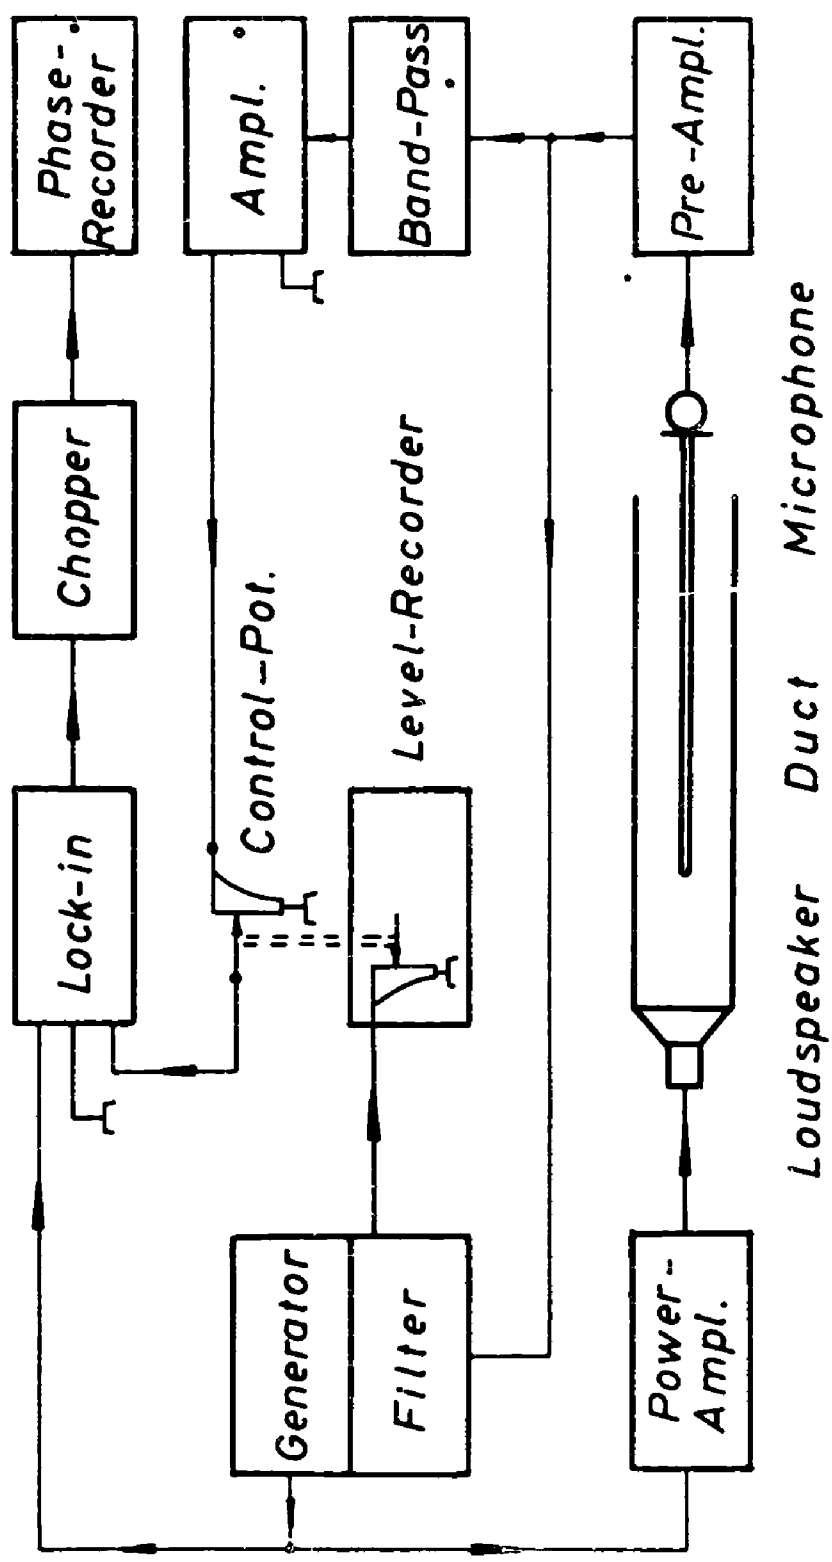 Phase-
Recorder
Chopper
Lock-in
Ampl.
Control-Pot.
Generator
Band-Pass
Level-Recorder
Filter
Pre-Ampl.
Power-
Ampl.
Loudspeaker Duct Microphone